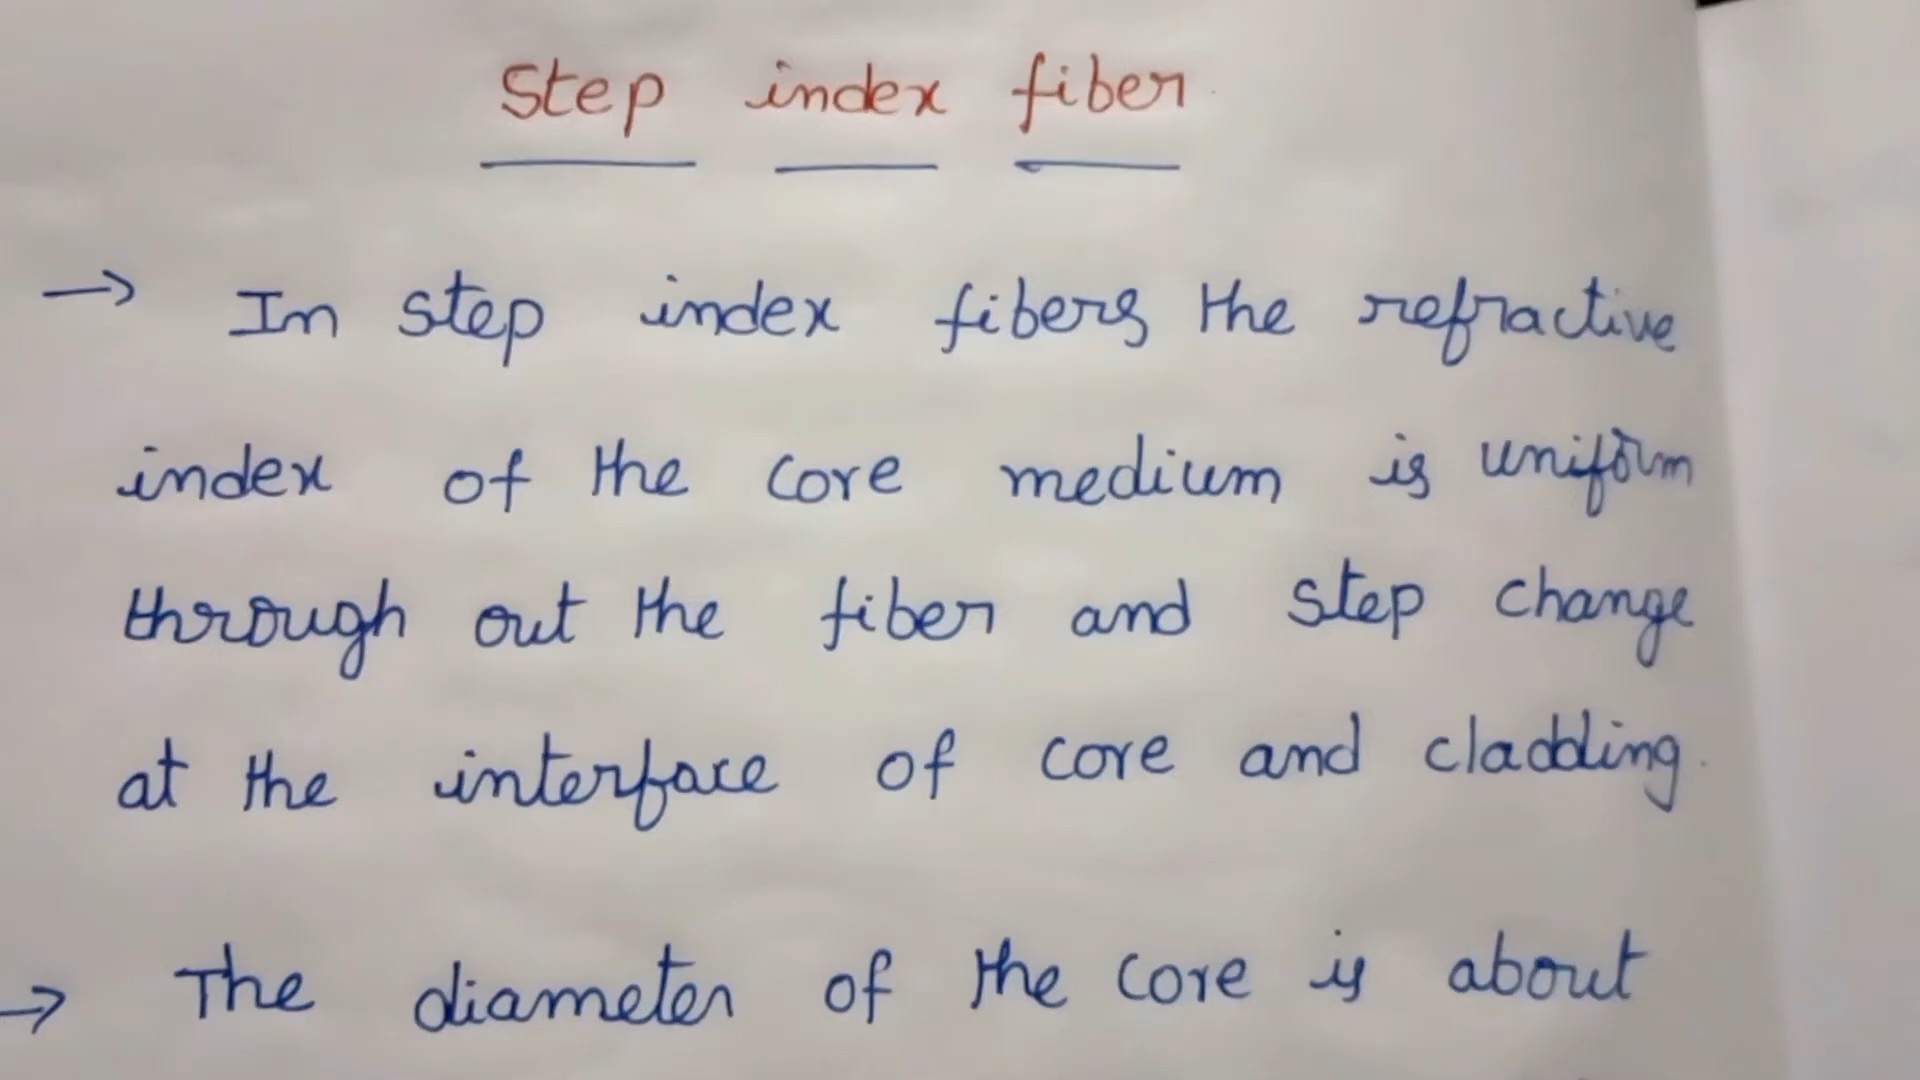 Step index fiber
→ In step index fibers the refractive
index of the core medium is uniform
through out the fiber and step change
at the interface of core and cladding.
→ The diameter of the core is about